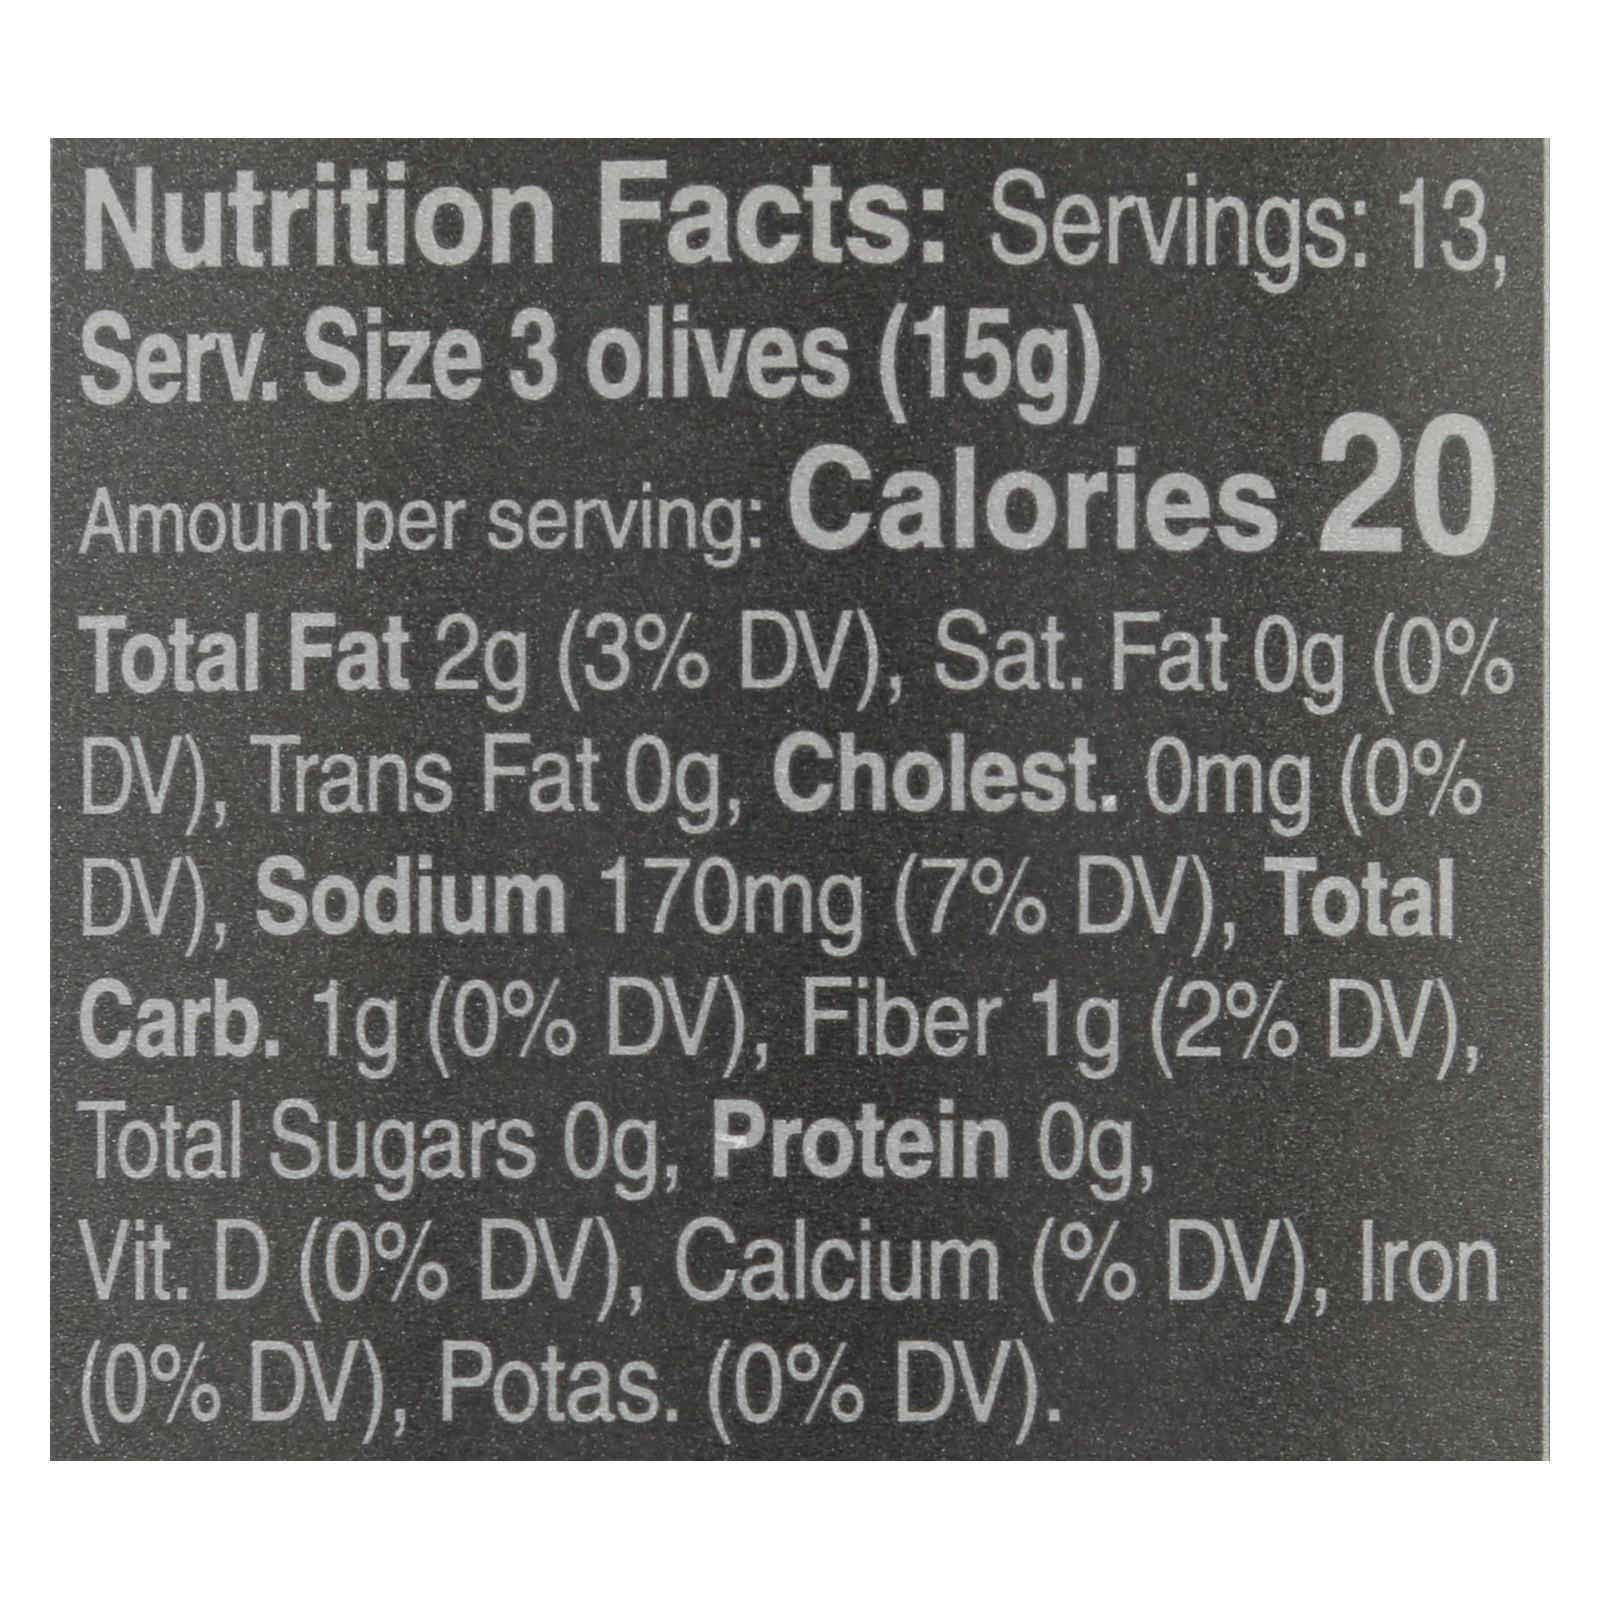 Nutrition Facts: Servings: 13,
Serv. Size 3 olives (15g)
Amount per serving: Calories 20
Total Fat 2g (3% DV), Sat. Fat 0g (0%
DV), Trans Fat 0g, Cholest. 0mg (0%
DV), Sodium 170mg (7% DV), Total
Carb. 1g (0% DV), Fiber 1g (2% DV),
Total Sugars 0g, Protein 0g,
Vit. D (0% DV), Calcium (% DV), Iron
(0% DV), Potas. (0% DV).